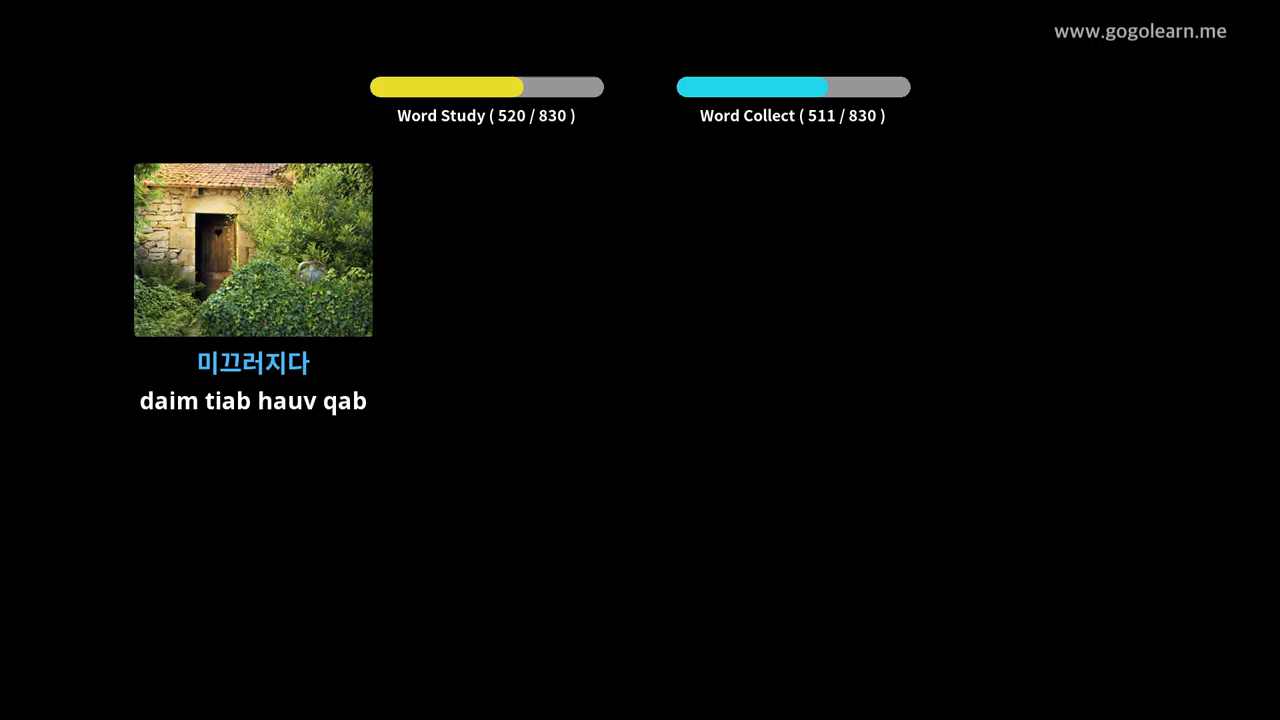 www.gogolearn.me
Word Study ( 520 / 830 )
Word Collect ( 511 / 830 )
미끄러지다
daim tiab hauv qab